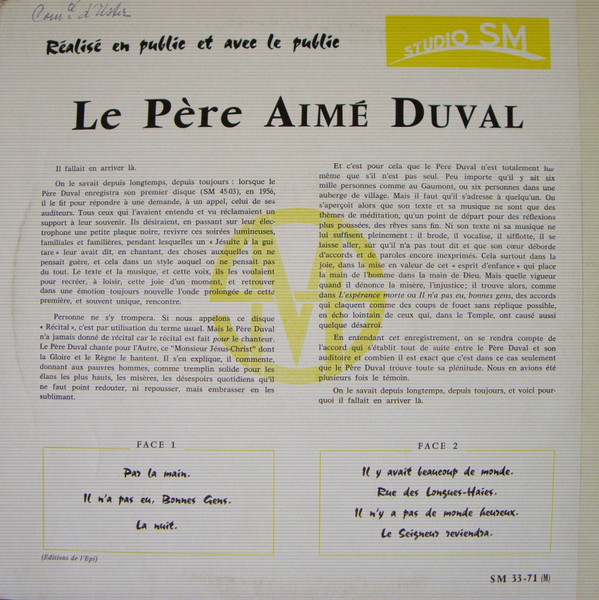 Réalisé en public et avec le public
STUDIO SM
Le Père AIMÉ DUVAL
Il fallait en arriver là.
On le savait depuis longtemps, depuis toujours : lorsque le
Père Duval enregistra son premier disque (SM 45-03), en 1956,
il le fit pour répondre à une demande, à un appel, celui de ses
auditeurs. Tous ceux qui l'avaient entendu et vu réclamaient un
support à leur souvenir. Ils désiraient, en passant sur leur élec-
trophone une petite plaque noire, revivre ces soirées lumineuses,
familiales et familières, pendant lesquelles un « Jésuite à la gui-
tare » leur avait dit, en chantant, des choses auxquelles on ne
pensait guère, et cela dans un style auquel on ne pensait pas
du tout. Le texte et la musique, et cette voix, ils les voulaient
pour recréer, à loisir, cette joie d'un moment, et retrouver
dans une émotion toujours nouvelle l'onde prolongée de cette
première, et souvent unique, rencontre.
Personne ne s'y trompera. Si nous appelons ce disque
« Récital », c'est par utilisation du terme usuel. Mais le Père Duval
n'a jamais donné de récital car le récital est fait pour le chanteur.
Le Père Duval chante pour l'Autre, ce "Monsieur Jésus-Christ" dont
la Gloire et le Règne le hantent. Il s'en explique, il commente,
donnant aux pauvres hommes, comme tremplin solide pour les
élans les plus hauts, les misères, les désespoirs quotidiens qu'il
ne faut point redouter, ni repousser, mais embrasser en les
sublimant.
Et c'est pour cela que le Père Duval n'est totalement lui-
même que s'il n'est pas seul. Peu importe qu'il y ait six
mille personnes comme au Gaumont, ou six personnes dans une
auberge de village. Mais il faut qu'il s'adresse à quelqu'un. On
s'aperçoit alors que son texte et sa musique ne sont que des
thèmes de méditation, qu'un point de départ pour des réflexions
plus poussées, des rêves sans fin. Ni son texte ni sa musique ne
lui suffisent pleinement : il brode, il vocalise, il sifflotte, il se
laisse aller, sûr qu'il n'a pas tout dit et que son cœur déborde
d'accords et de paroles encore inexprimés. Cela surtout dans la
joie, dans la mise en valeur de cet « esprit d'enfance » qui place
la main de l'homme dans la main de Dieu. Mais quelle vigueur
quand il dénonce la misère, l'injustice; il trouve alors, comme
dans L'espérance morte ou Il n'a pas eu, bonnes gens, des accords
qui claquent comme des coups de fouet sans réplique possible,
en écho lointain de ceux qui, dans le Temple, ont causé aussi
quelque désarroi.
En entendant cet enregistrement, on se rendra compte de
l'accord qui s'établit tout de suite entre le Père Duval et son
auditoire et combien il est exact que c'est dans ce cas seulement
que le Père Duval trouve toute sa plénitude. Nous en avions été
plusieurs fois le témoin.
On le savait depuis longtemps, depuis toujours, et voici pour-
quoi il fallait en arriver là.
FACE 1
Par la main.
Il n'a pas eu, Bonnes Gens.
La nuit.
FACE 2
Il y avait beaucoup de monde.
Rue des Longues-Haies.
Il n'y a pas de monde heureux.
Le Seigneur reviendra.
(Editions de l'Epi)
SM 33-71 (M)